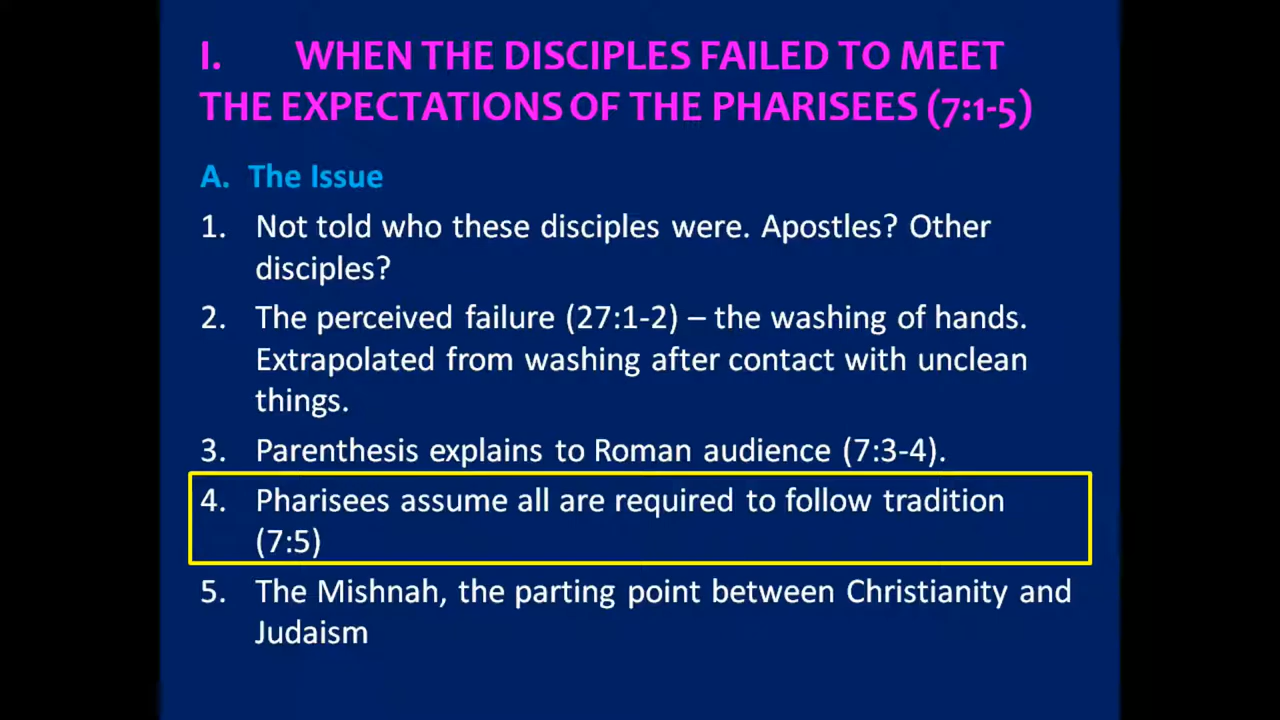 I. WHEN THE DISCIPLES FAILED TO MEET
THE EXPECTATIONS OF THE PHARISEES (7:1-5)
A. The Issue
1. Not told who these disciples were. Apostles? Other
disciples?
2. The perceived failure (27:1-2) – the washing of hands.
Extrapolated from washing after contact with unclean
things.
3. Parenthesis explains to Roman audience (7:3-4).
4. Pharisees assume all are required to follow tradition
(7:5)
5. The Mishnah, the parting point between Christianity and
Judaism